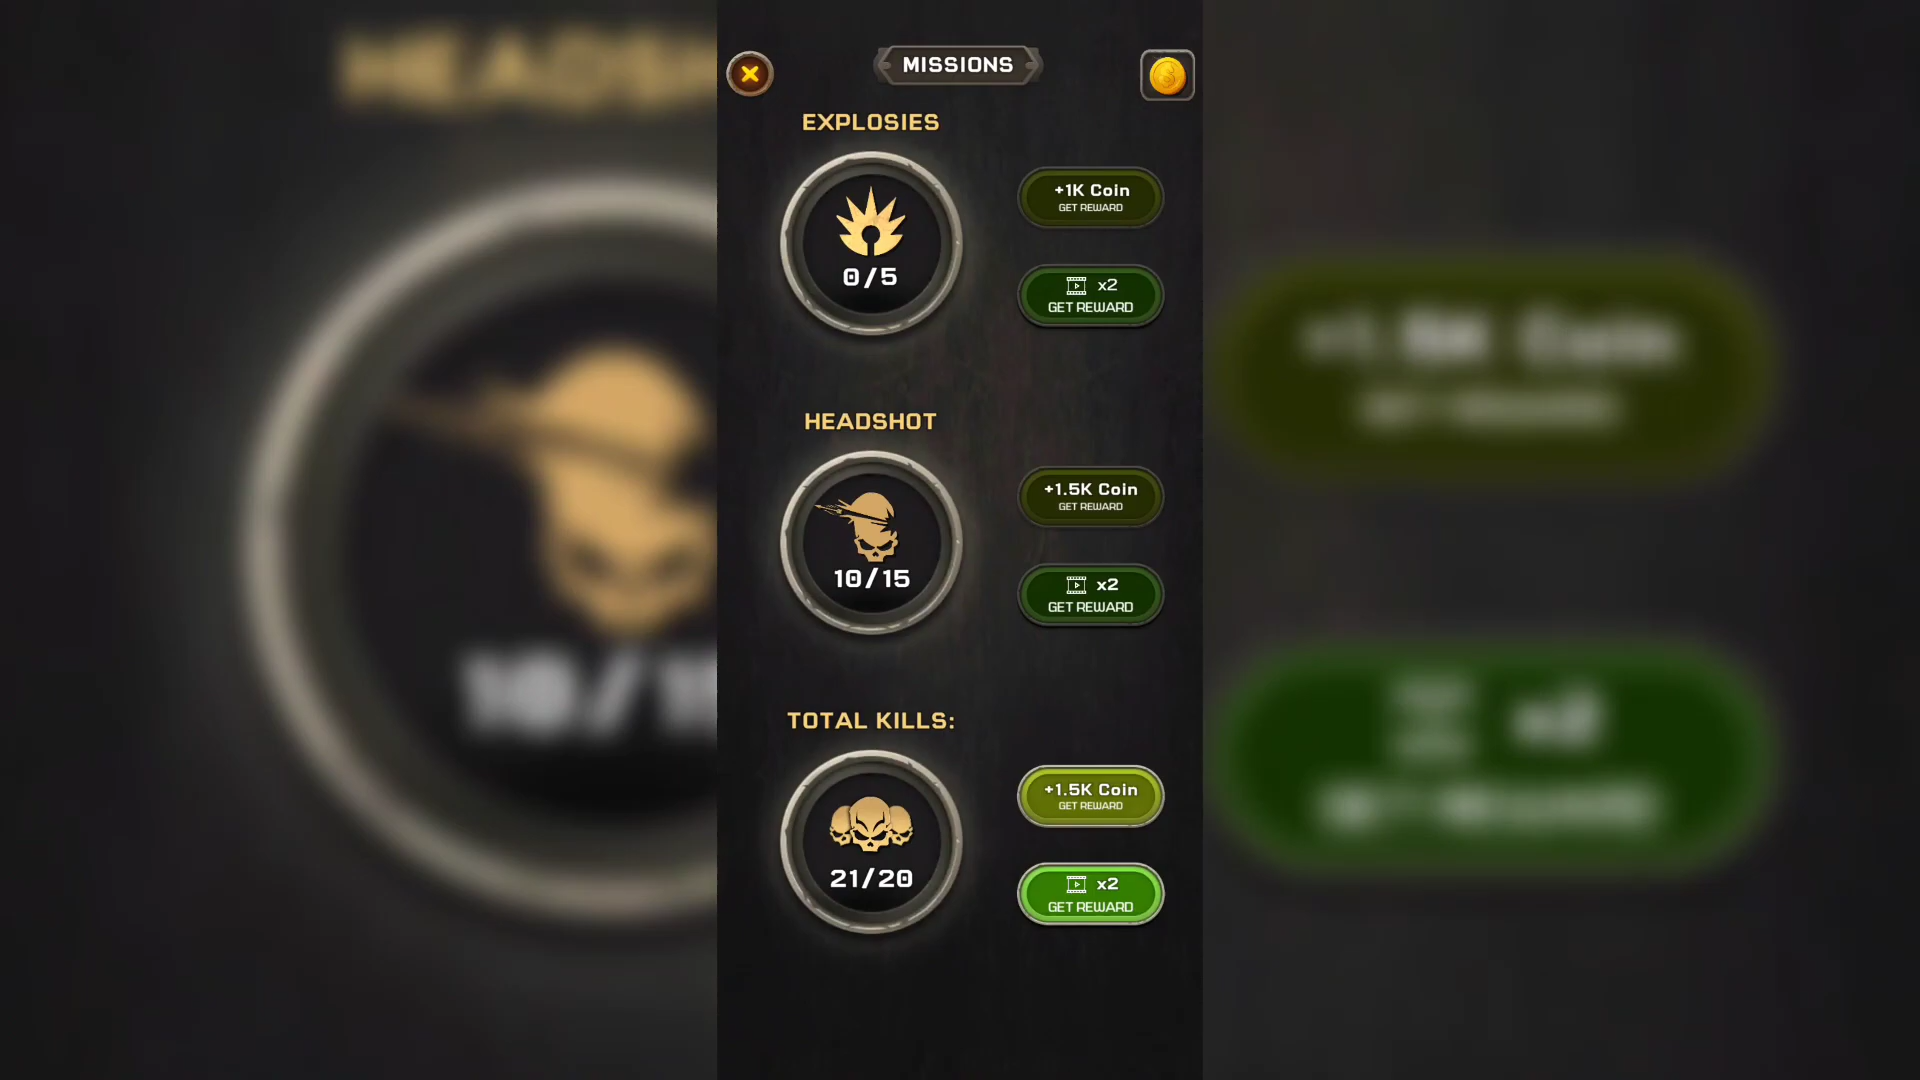 MISSIONS
EXPLOSIES
0/5
+1K Coin
GET REWARD
x2
GET REWARD
HEADSHOT
10/15
+1.5K Coin
GET REWARD
x2
GET REWARD
TOTAL KILLS:
21/20
+1.5K Coin
GET REWARD
x2
GET REWARD